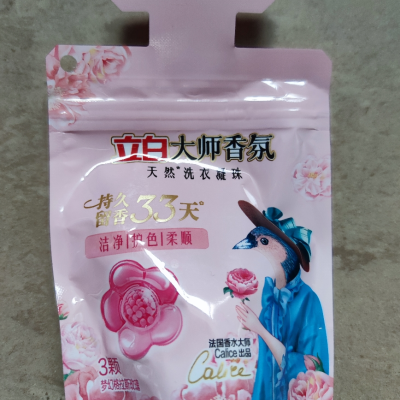 立白大师香氛
天然*洗衣凝珠
持久
留香33天
洁净|护色|柔顺
法国香水大师
Calice出品
Calice
3颗